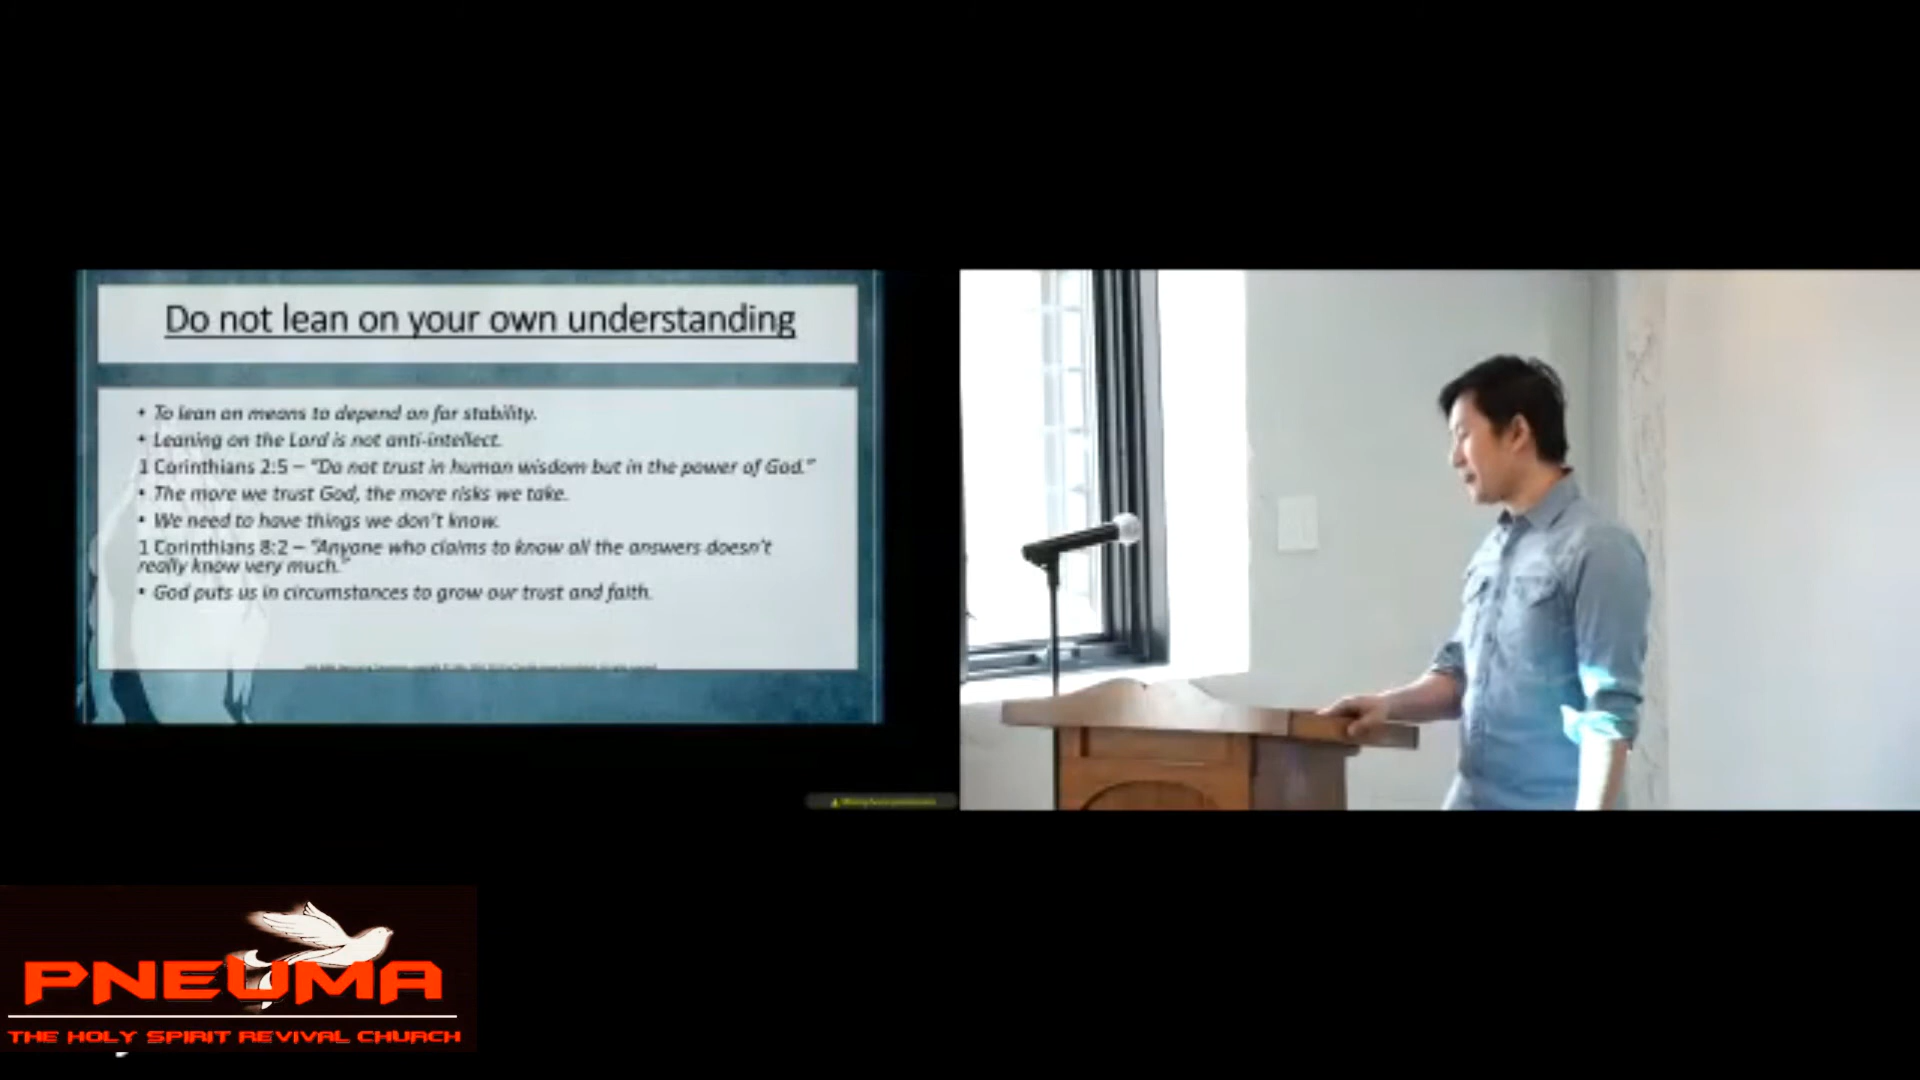 Do not lean on your own understanding
• To lean on means to depend on for stability.
• Leaning on the Lord is not anti-intellect.
1 Corinthians 2:5 – “Do not trust in human wisdom but in the power of God.”
• The more we trust God, the more risks we take.
• We need to have things we don't know.
1 Corinthians 8:2 – “Anyone who claims to know all the answers doesn't
really know very much.”
• God puts us in circumstances to grow our trust and faith.
PNEUMA
THE HOLY SPIRIT REVIVAL CHURCH